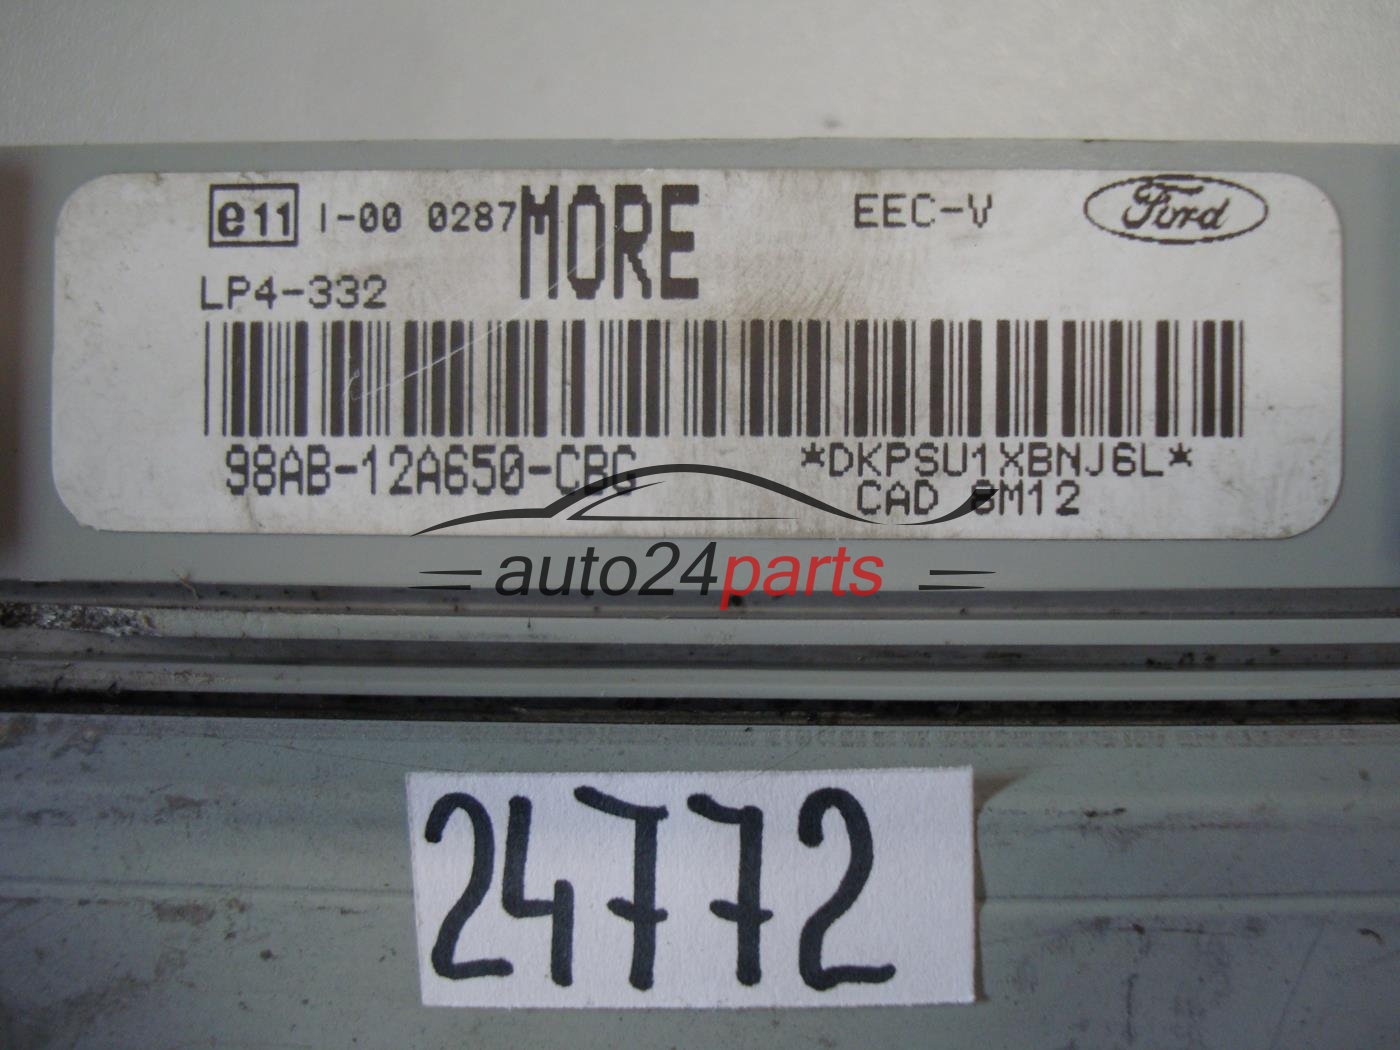 e11 I-00 0287 MORE EEC-V Ford
LP4-332
98AB-12A650-CBG *DKPSU1XBNJ6L*
CAD 8M12
auto24parts
24772